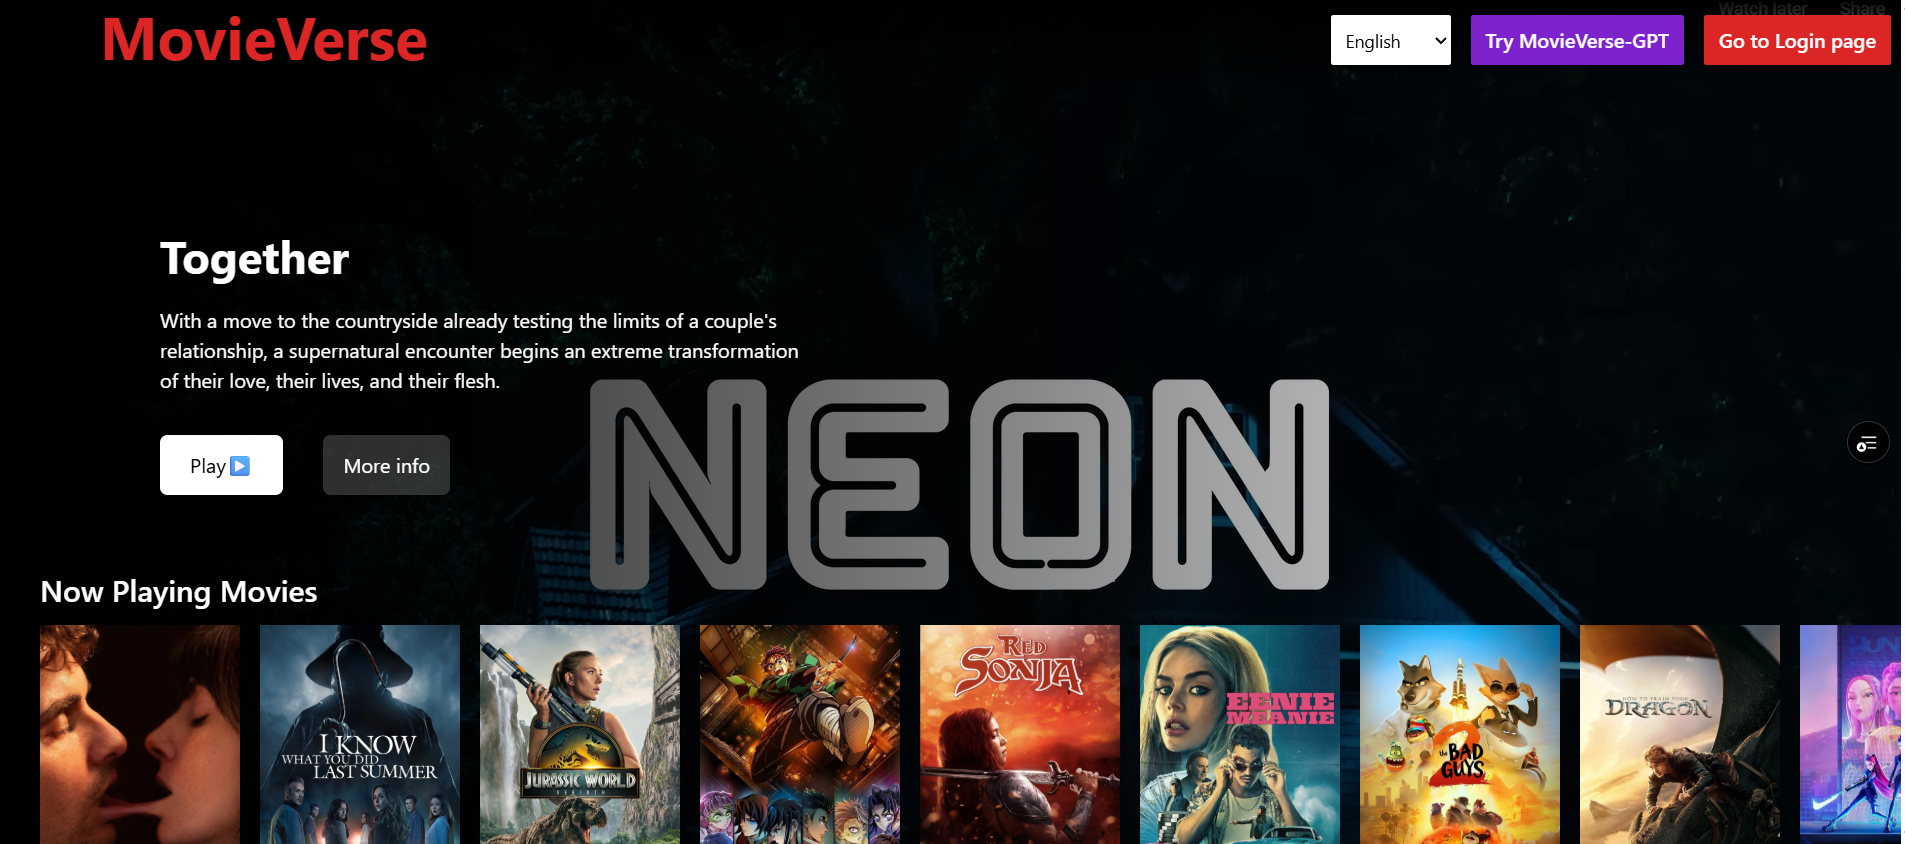 MovieVerse
Watch later Share
English
Try MovieVerse-GPT
Go to Login page
Together
With a move to the countryside already testing the limits of a couple's
relationship, a supernatural encounter begins an extreme transformation
of their love, their lives, and their flesh.
NEON
Play
More info
Now Playing Movies
I KNOW
WHAT YOU DID
LAST SUMMER
JURASSIC WORLD
REBIRTH
RED
SONJA
EENIE
MEANIE
2
the BAD
GUYS
HOW TO TRAIN YOUR
DRAGON